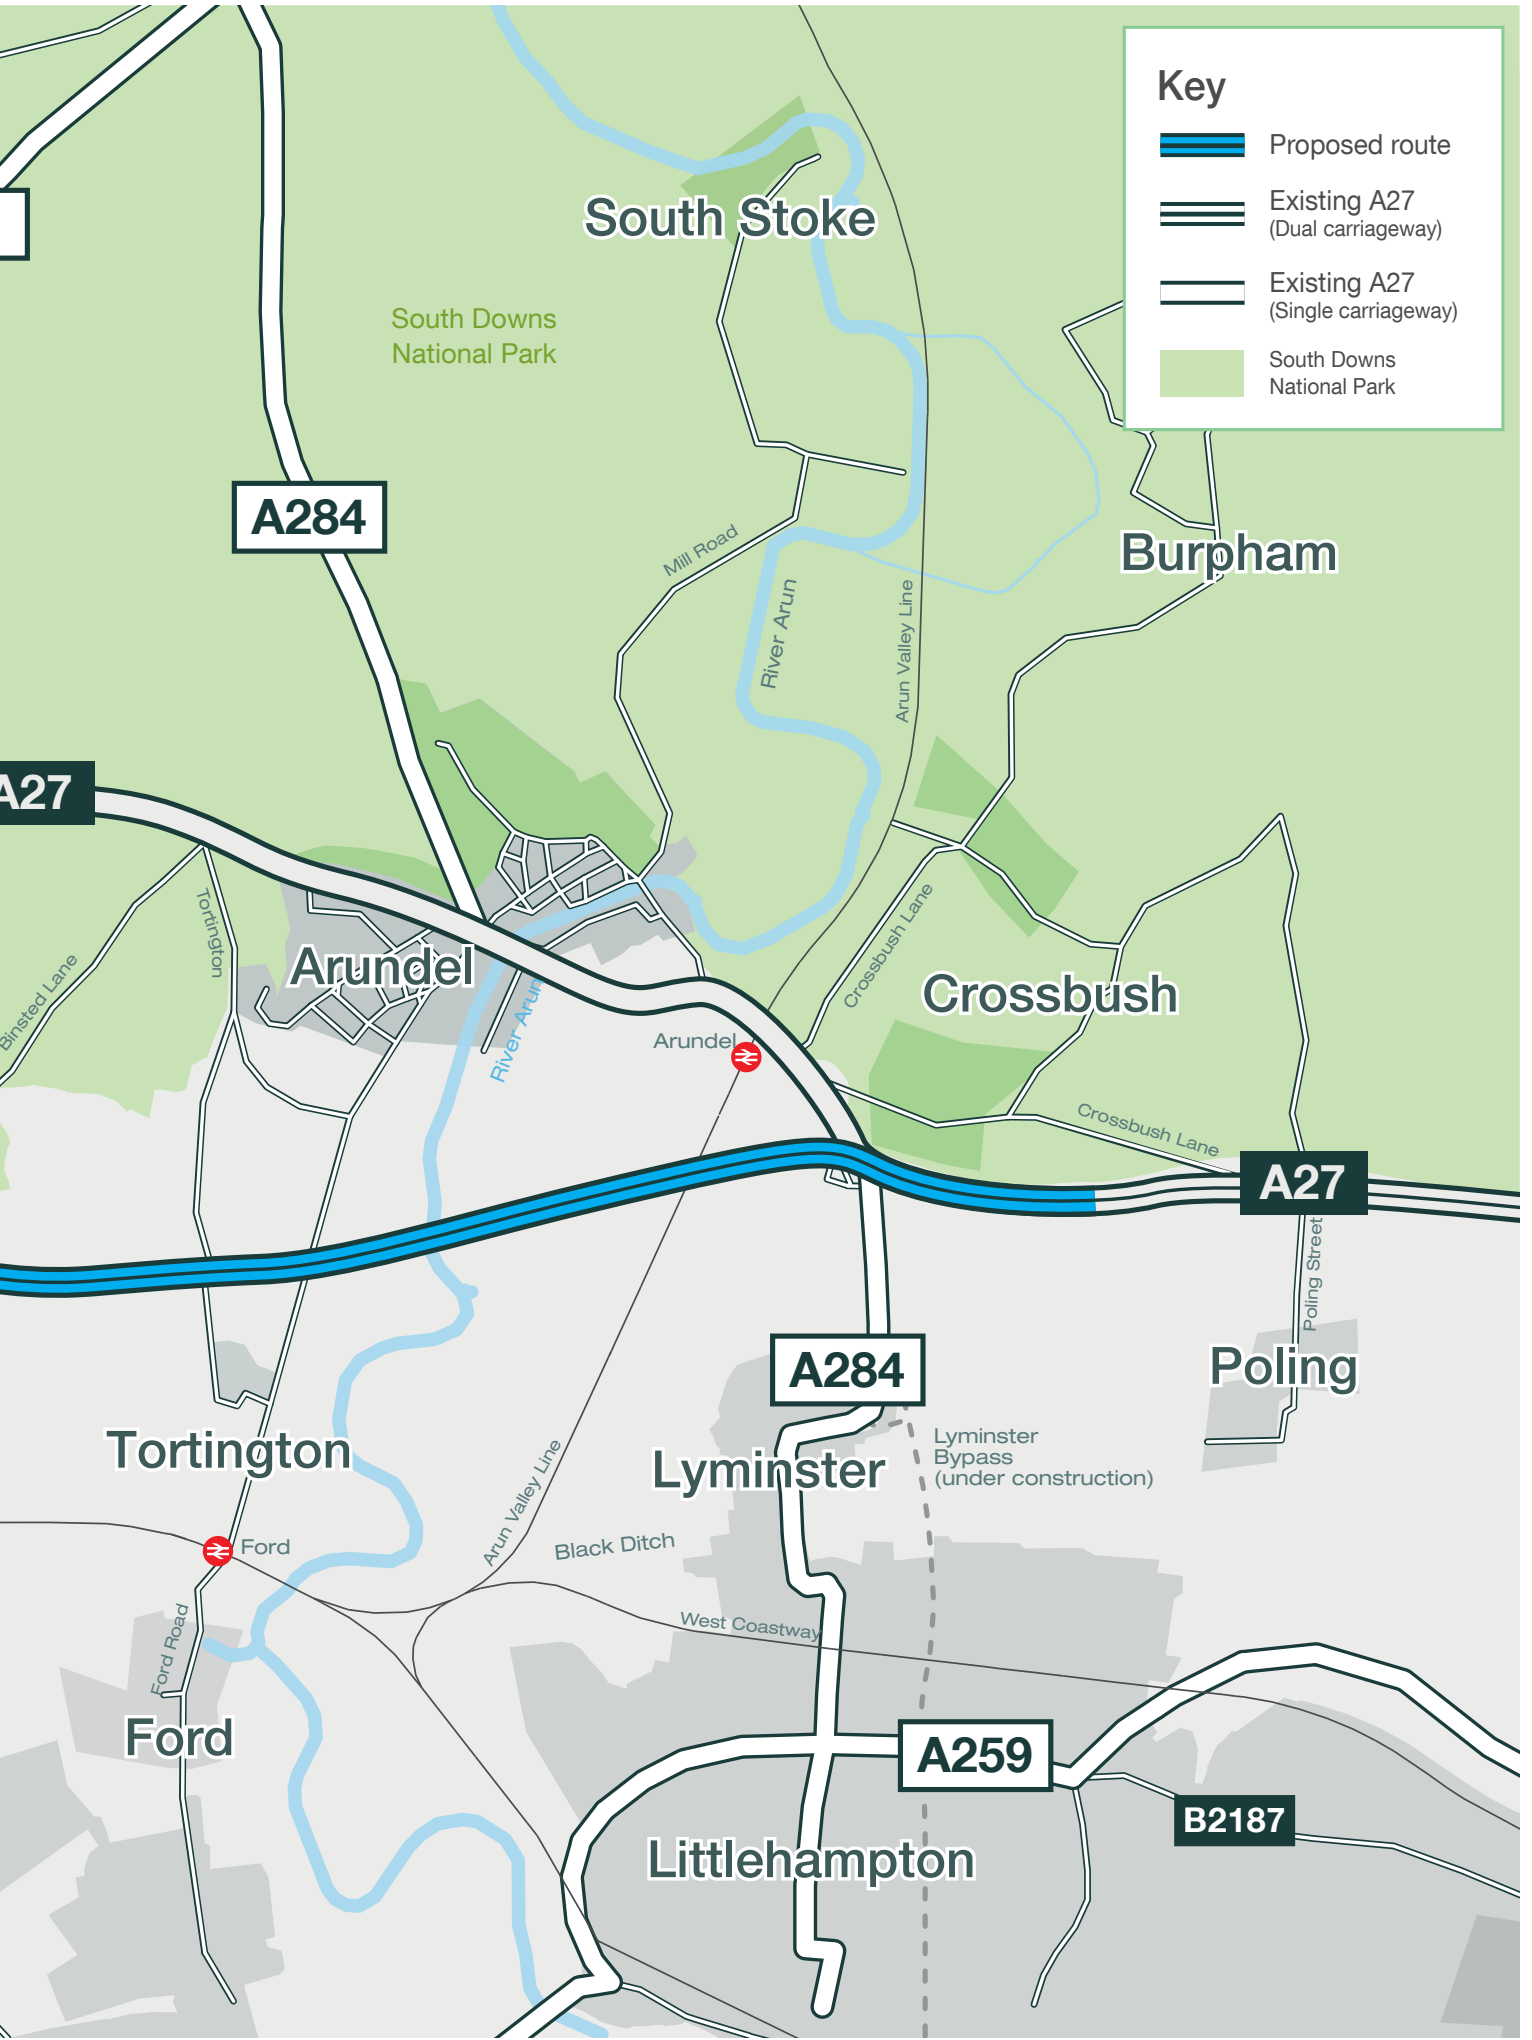 Key
Proposed route
Existing A27
(Dual carriageway)
Existing A27
(Single carriageway)
South Downs
National Park
South Stoke
South Downs
National Park
A284
Mill Road
Burpham
River Arun
Arun Valley Line
A27
Tortington
Crossbush Lane
Binsted Lane
Arundel
Crossbush
River Arun
Arundel
Crossbush Lane
A27
Poling Street
A284
Poling
Tortington
Lyminster
Lyminster
Bypass
(under construction)
Arun Valley Line
Ford
Black Ditch
Ford Road
West Coastway
Ford
A259
B2187
Littlehampton